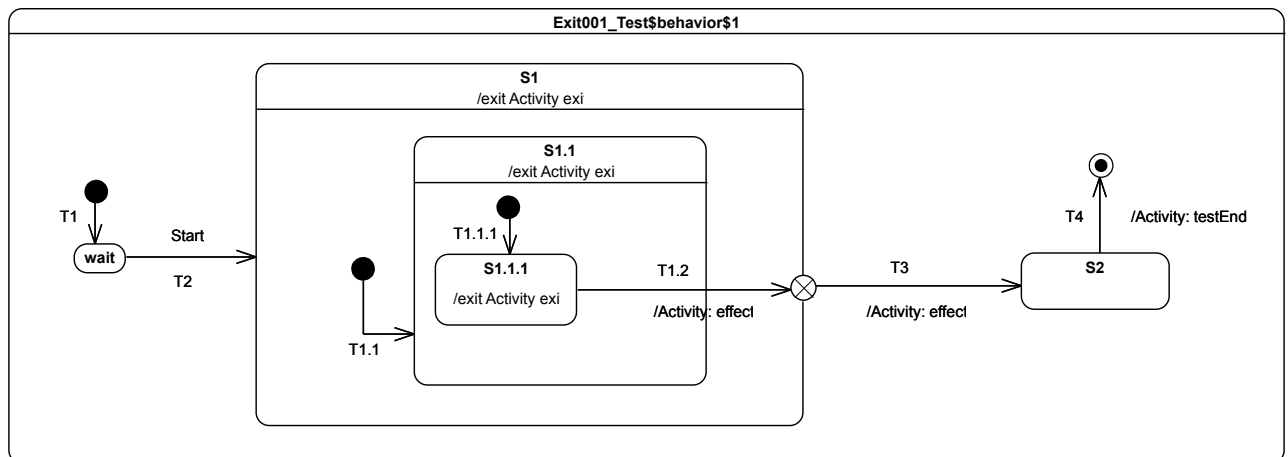 Exit001_Test$behavior$1
S1
/exit Activity exi
S1.1
/exit Activity exi
T1
wait
Start
T2
T1.1
T1.1.1
S1.1.1
/exit Activity exi
T1.2
/Activity: effect
T3
/Activity: effect
T4
/Activity: testEnd
S2